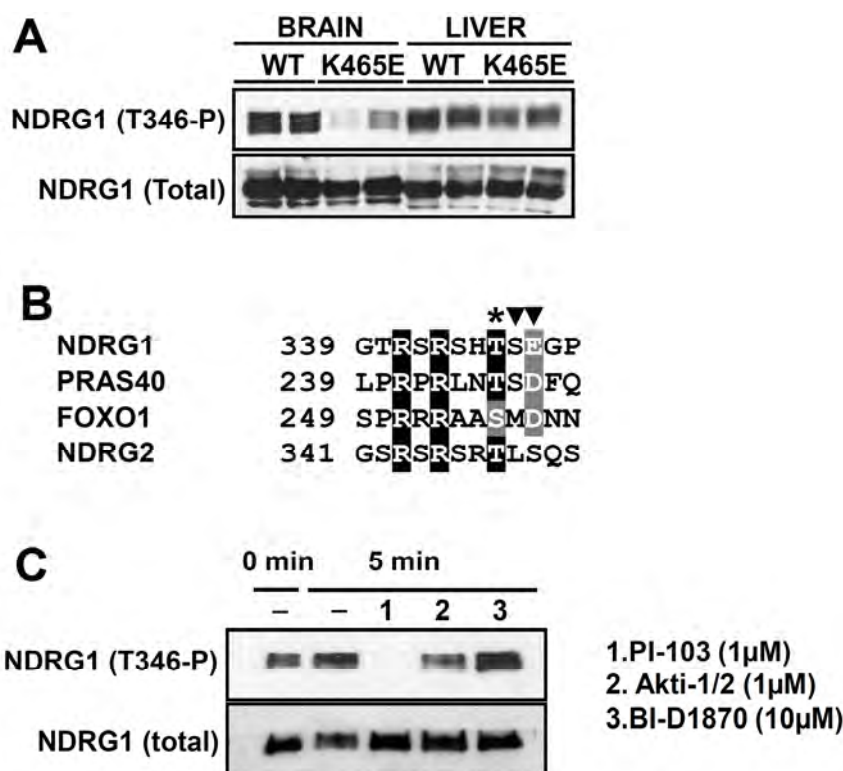 A
BRAIN LIVER
WT K465E WT K465E
NDRG1 (T346-P)
NDRG1 (Total)
B
*▼▼
NDRG1 339 GTRSRSHTSEGP
PRAS40 239 LPRPRLNTSDFQ
FOXO1 249 SPRRRAASMDNN
NDRG2 341 GSRSRSRTLSQS
C
0 min 5 min
– – 1 2 3
NDRG1 (T346-P)
NDRG1 (total)
1.PI-103 (1µM)
2. Akti-1/2 (1µM)
3.BI-D1870 (10µM)